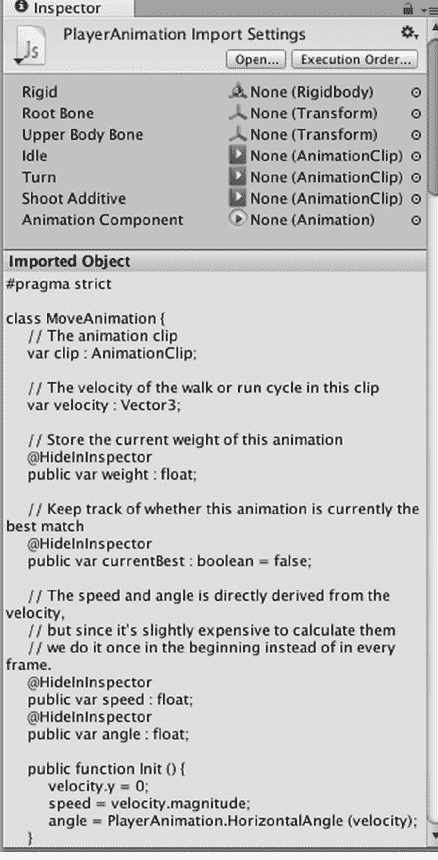 Inspector
PlayerAnimation Import Settings
Js
Open...
Execution Order...
Rigid None (Rigidbody)
Root Bone None (Transform)
Upper Body Bone None (Transform)
Idle None (AnimationClip)
Turn None (AnimationClip)
Shoot Additive None (AnimationClip)
Animation Component None (Animation)
Imported Object
#pragma strict
class MoveAnimation {
// The animation clip
var clip : AnimationClip;
// The velocity of the walk or run cycle in this clip
var velocity : Vector3;
// Store the current weight of this animation
@HideInInspector
public var weight : float;
// Keep track of whether this animation is currently the
best match
@HideInInspector
public var currentBest : boolean = false;
// The speed and angle is directly derived from the
velocity,
// but since it's slightly expensive to calculate them
// we do it once in the beginning instead of in every
frame.
@HideInInspector
public var speed : float;
@HideInInspector
public var angle : float;
public function Init () {
velocity.y = 0;
speed = velocity.magnitude;
angle = PlayerAnimation.HorizontalAngle (velocity);
}